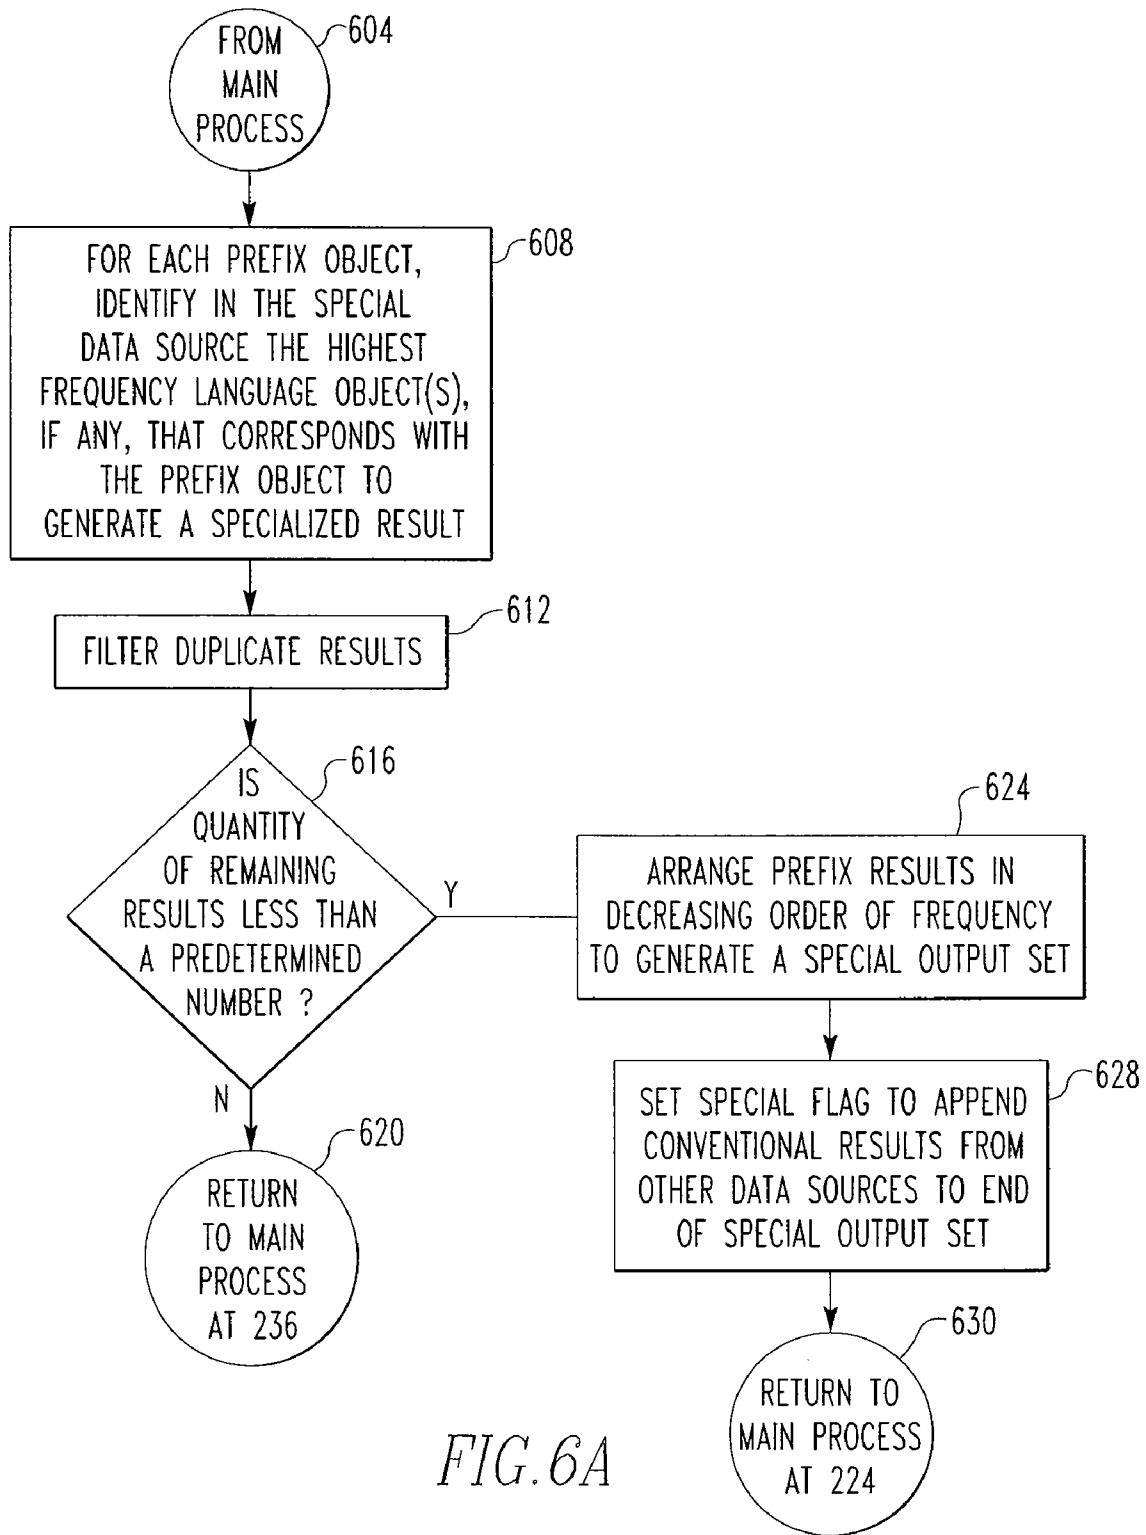 FROM
MAIN
PROCESS
604
FOR EACH PREFIX OBJECT,
IDENTIFY IN THE SPECIAL
DATA SOURCE THE HIGHEST
FREQUENCY LANGUAGE OBJECT(S),
IF ANY, THAT CORRESPONDS WITH
THE PREFIX OBJECT TO
GENERATE A SPECIALIZED RESULT
608
FILTER DUPLICATE RESULTS
612
IS
QUANTITY
OF REMAINING
RESULTS LESS THAN
A PREDETERMINED
NUMBER ?
616
Y
N
RETURN
TO MAIN
PROCESS
AT 236
620
ARRANGE PREFIX RESULTS IN
DECREASING ORDER OF FREQUENCY
TO GENERATE A SPECIAL OUTPUT SET
624
SET SPECIAL FLAG TO APPEND
CONVENTIONAL RESULTS FROM
OTHER DATA SOURCES TO END
OF SPECIAL OUTPUT SET
628
RETURN TO
MAIN PROCESS
AT 224
630
FIG.6A